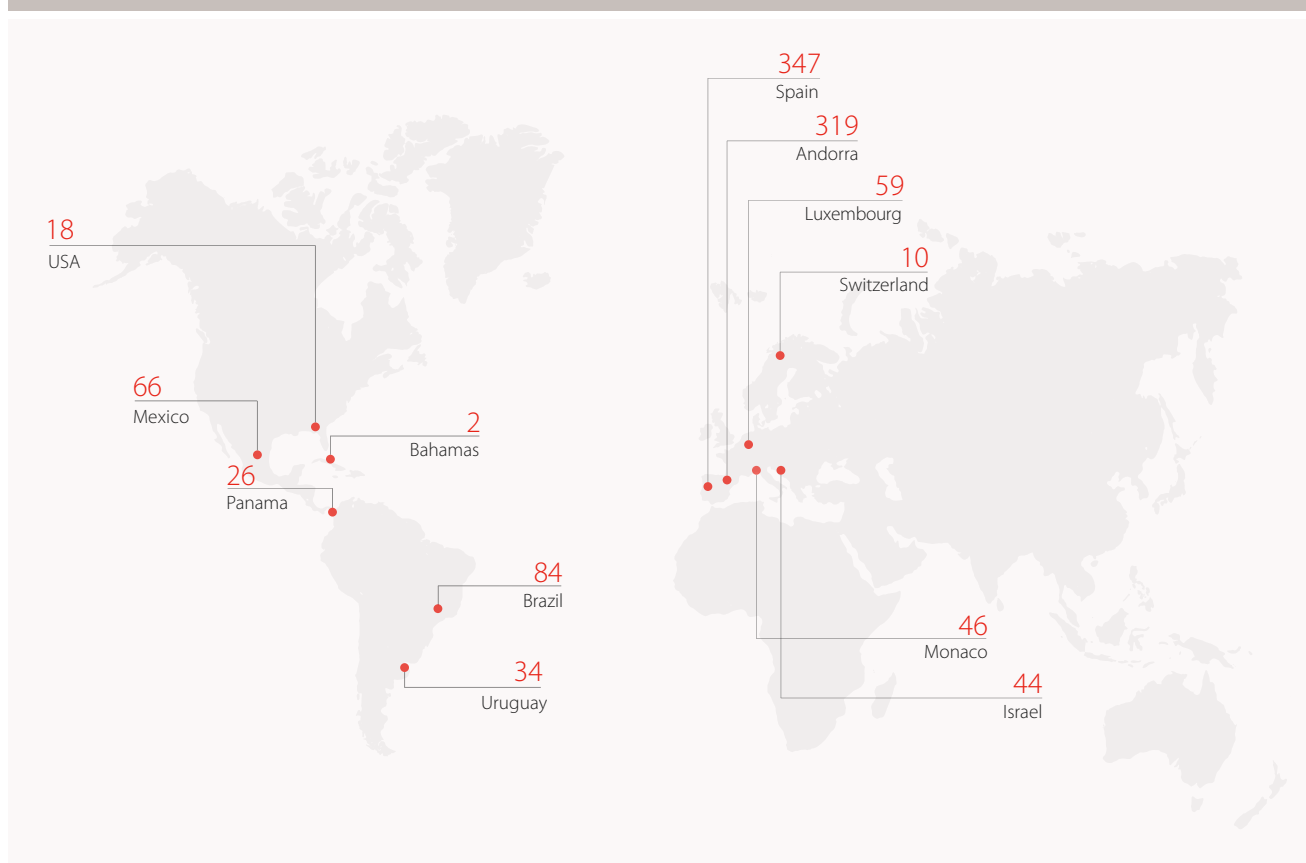 347
Spain
319
Andorra
59
Luxembourg
18
USA
10
Switzerland
66
Mexico
2
Bahamas
26
Panama
84
Brazil
46
Monaco
34
Uruguay
44
Israel